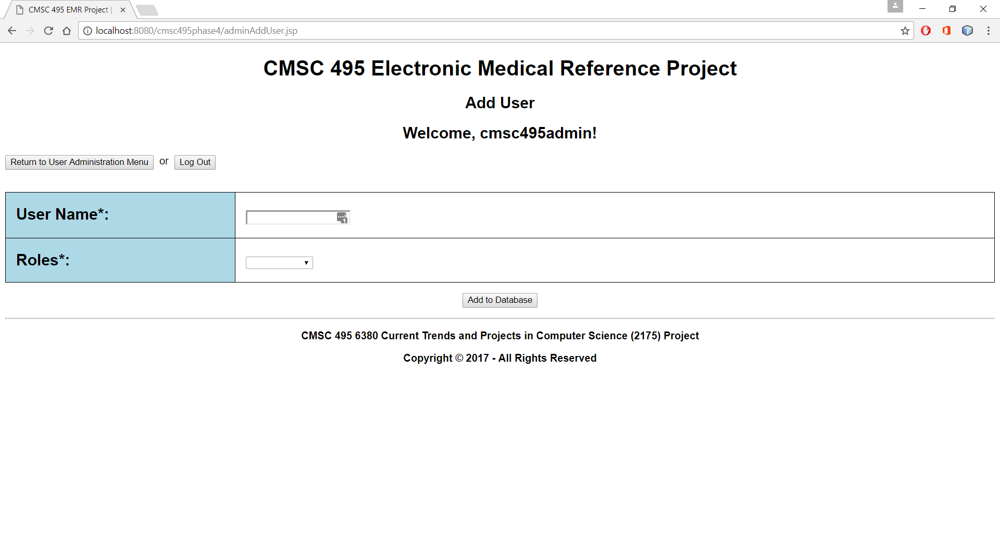 CMSC 495 EMR Project |
localhost:8080/cmsc495phase4/adminAddUser.jsp
CMSC 495 Electronic Medical Reference Project
Add User
Welcome, cmsc495admin!
Return to User Administration Menu or Log Out
User Name*:
1
Roles*:
Add to Database
CMSC 495 6380 Current Trends and Projects in Computer Science (2175) Project
Copyright © 2017 - All Rights Reserved